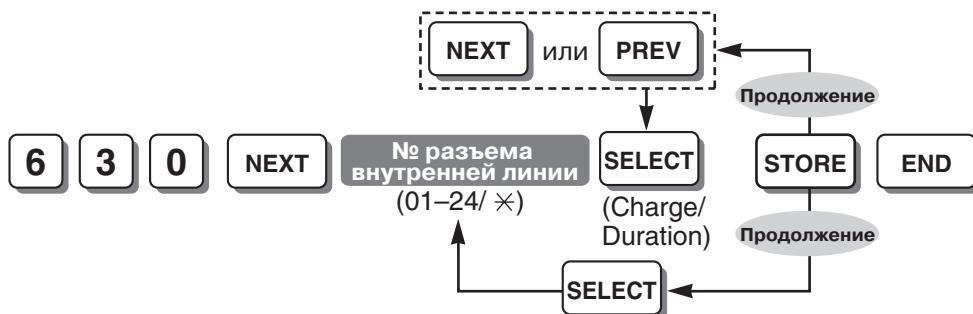 NEXT или PREV
Продолжение
6 3 0 NEXT № разъема внутренней линии SELECT STORE END
(01–24/ ✳)
(Charge/
Duration)
Продолжение
SELECT